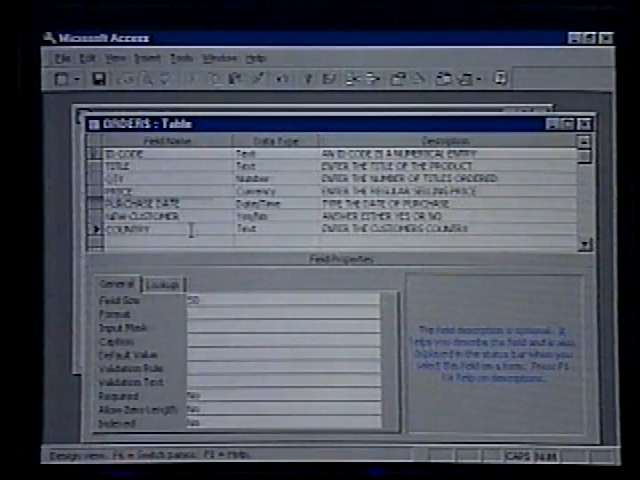 Microsoft Access
File Edit View Insert Tools Window Help
ORDERS : Table
Field Name Data Type Description
ID CODE Text AN ID CODE IS A NUMERICAL ENTRY
TITLE Text ENTER THE TITLE OF THE PRODUCT
QTY Number ENTER THE NUMBER OF TITLES ORDERED
PRICE Currency ENTER THE REGULAR SELLING PRICE
PURCHASE DATE Date/Time TYPE THE DATE OF PURCHASE
NEW CUSTOMER Yes/No ANSWER EITHER YES OR NO
COUNTRY Text ENTER THE CUSTOMERS COUNTRY
Field Properties
General Lookup
Field Size 50
Format
Input Mask
Caption
Default Value
Validation Rule
Validation Text
Required No
Allow Zero Length No
Indexed No
The field description is optional. It
helps you describe the field and is also
displayed in the status bar when you
select this field on a form. Press F1
for help on descriptions.
Design view. F6 = Switch panes. F1 = Help.
CAPS NUM